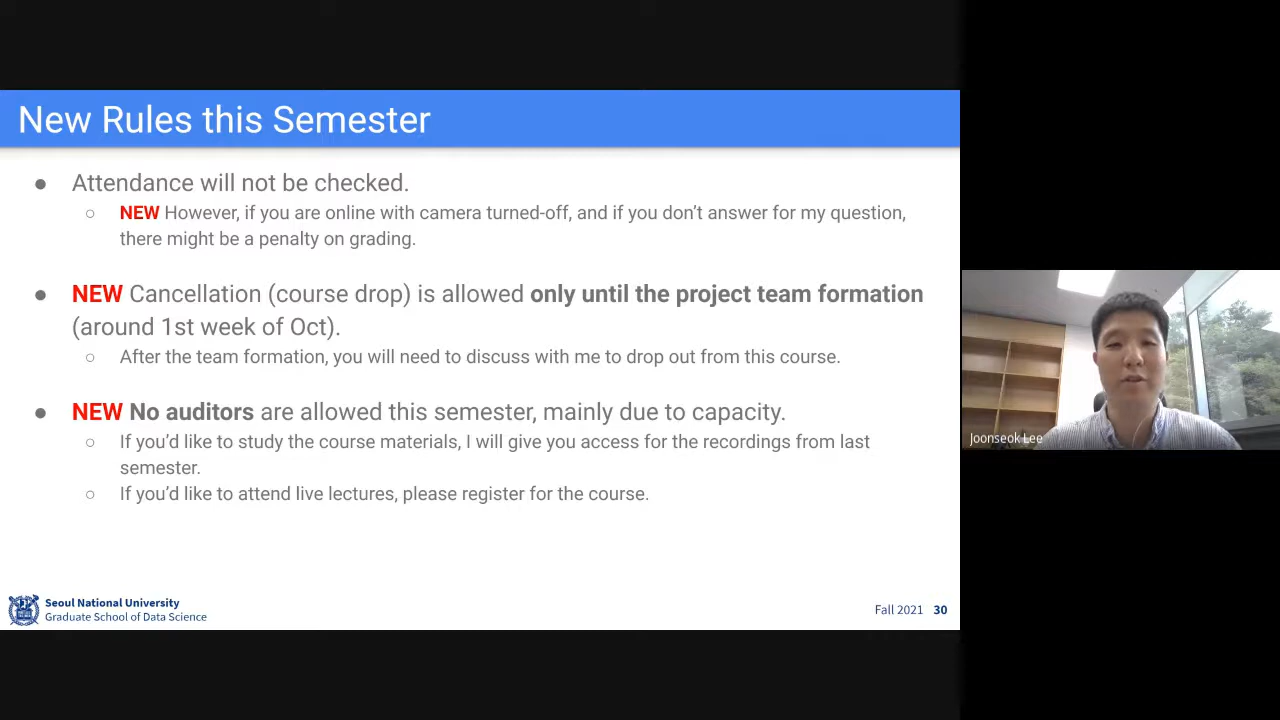 New Rules this Semester
● Attendance will not be checked.
○ NEW However, if you are online with camera turned-off, and if you don't answer for my question,
there might be a penalty on grading.
● NEW Cancellation (course drop) is allowed only until the project team formation
(around 1st week of Oct).
○ After the team formation, you will need to discuss with me to drop out from this course.
● NEW No auditors are allowed this semester, mainly due to capacity.
○ If you'd like to study the course materials, I will give you access for the recordings from last
semester.
○ If you'd like to attend live lectures, please register for the course.
Joonseok Lee
Seoul National University
Graduate School of Data Science
Fall 2021 30